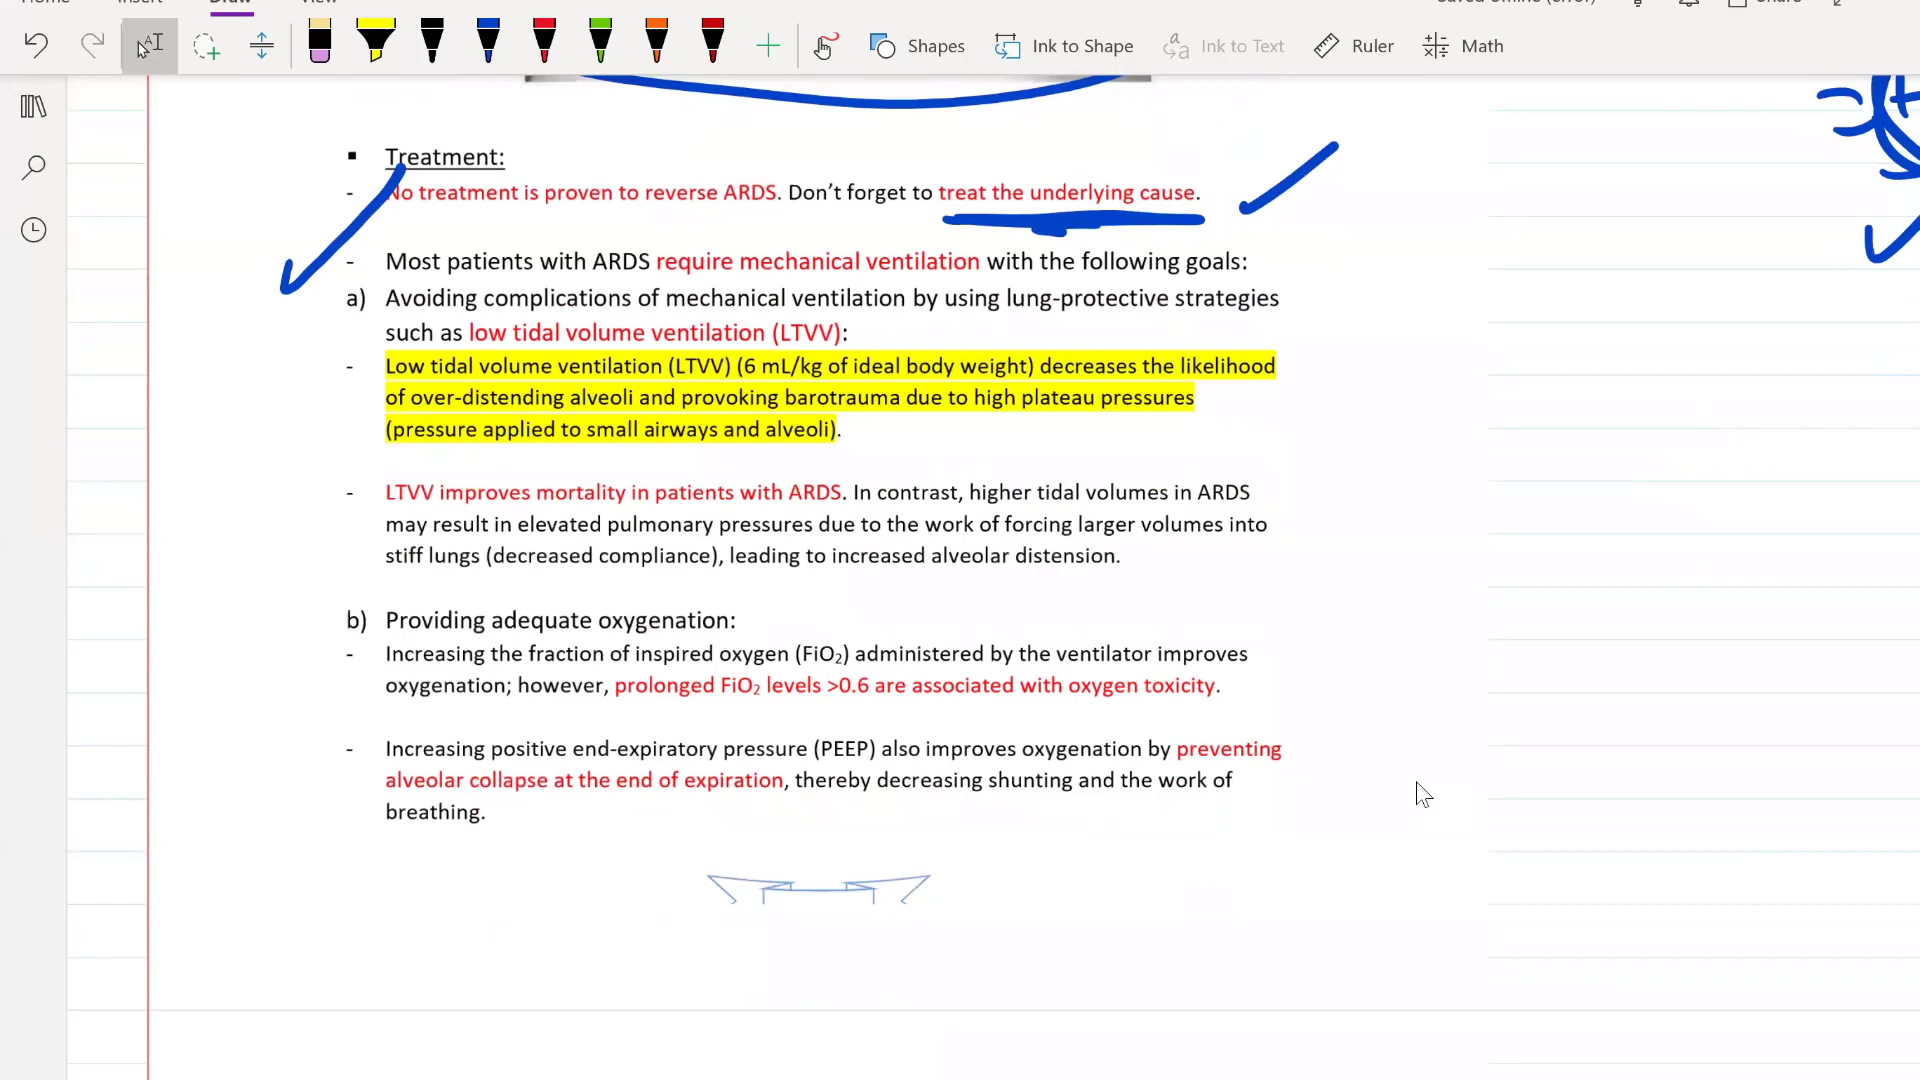 Draw
Shapes
Ink to Shape
Ink to Text
Ruler
Math
▪ Treatment:
- No treatment is proven to reverse ARDS. Don’t forget to treat the underlying cause.
- Most patients with ARDS require mechanical ventilation with the following goals:
a) Avoiding complications of mechanical ventilation by using lung-protective strategies
such as low tidal volume ventilation (LTVV):
- Low tidal volume ventilation (LTVV) (6 mL/kg of ideal body weight) decreases the likelihood
of over-distending alveoli and provoking barotrauma due to high plateau pressures
(pressure applied to small airways and alveoli).
- LTVV improves mortality in patients with ARDS. In contrast, higher tidal volumes in ARDS
may result in elevated pulmonary pressures due to the work of forcing larger volumes into
stiff lungs (decreased compliance), leading to increased alveolar distension.
b) Providing adequate oxygenation:
- Increasing the fraction of inspired oxygen (FiO₂) administered by the ventilator improves
oxygenation; however, prolonged FiO₂ levels >0.6 are associated with oxygen toxicity.
- Increasing positive end-expiratory pressure (PEEP) also improves oxygenation by preventing
alveolar collapse at the end of expiration, thereby decreasing shunting and the work of
breathing.